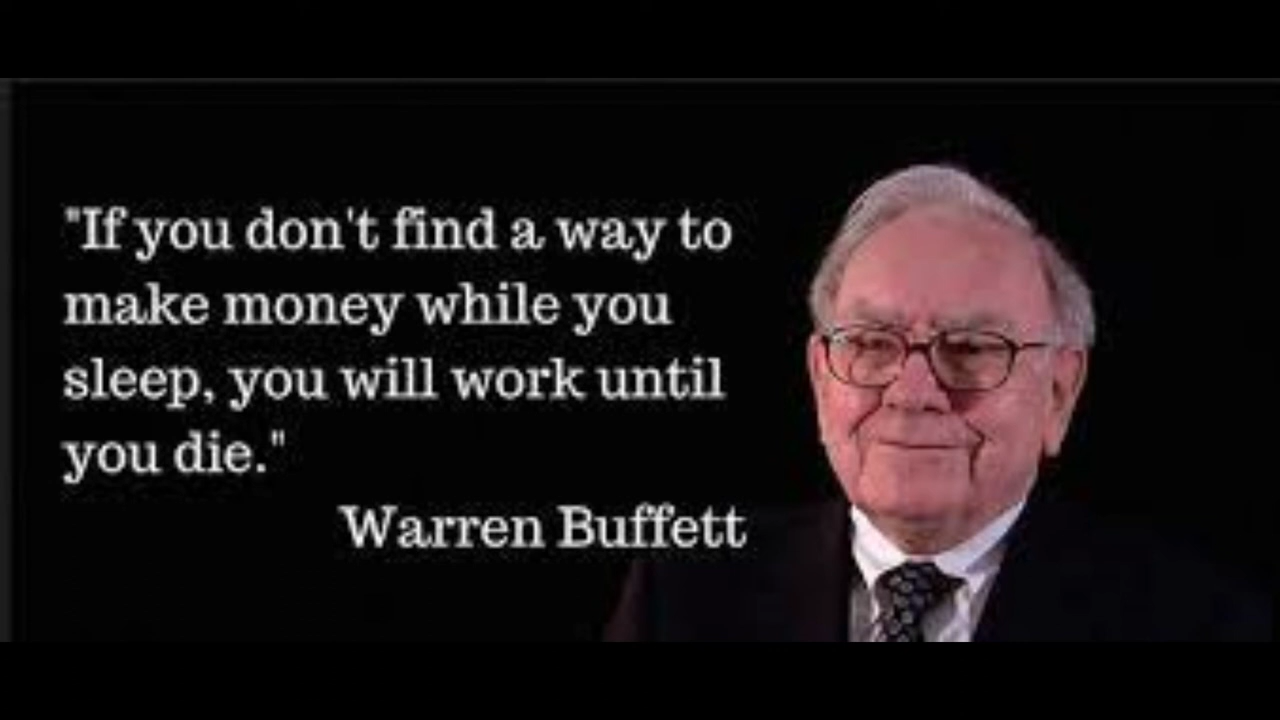 "If you don't find a way to
make money while you
sleep, you will work until
you die."
Warren Buffett